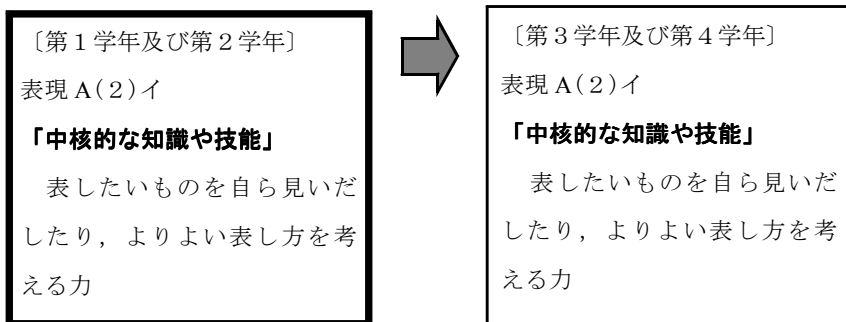 〔第１学年及び第２学年〕
表現 A(２)イ
「中核的な知識や技能」
　表したいものを自ら見いだ
したり，よりよい表し方を考
える力
〔第３学年及び第４学年〕
表現 A(２)イ
「中核的な知識や技能」
　表したいものを自ら見いだ
したり，よりよい表し方を考
える力